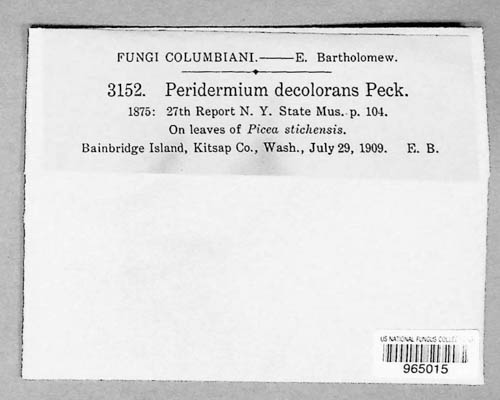 FUNGI COLUMBIANI.——E. Bartholomew.
3152. Peridermium decolorans Peck.
1875: 27th Report N. Y. State Mus. p. 104.
On leaves of Picea stichensis.
Bainbridge Island, Kitsap Co., Wash., July 29, 1909. E. B.
US NATIONAL FUNGUS
965015